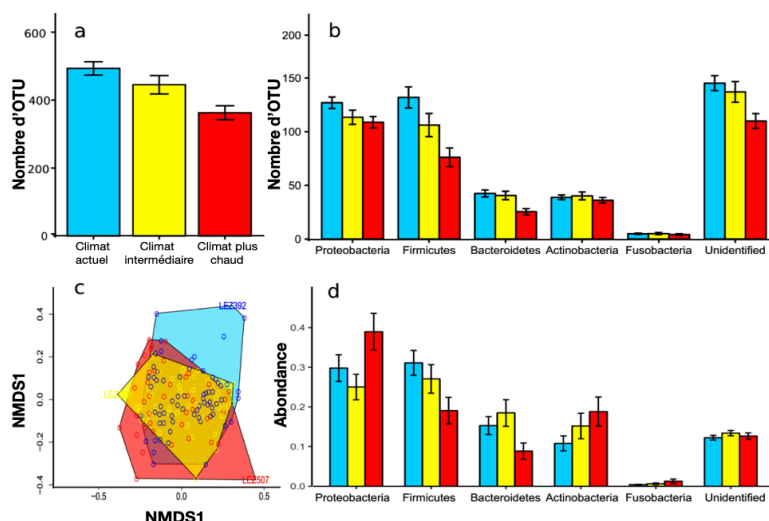 a
Nombre d'OTU
600
400
200
0
Climat actuel
Climat intermédiaire
Climat plus chaud
b
Nombre d'OTU
200
150
100
50
0
Proteobacteria
Firmicutes
Bacteroidetes
Actinobacteria
Fusobacteria
Unidentified
c
NMDS1
0.4
0.2
0.0
-0.2
-0.4
LEZ392
LEZ507
-0.5
0.0
0.5
NMDS1
d
Abondance
0.4
0.3
0.2
0.1
0
Proteobacteria
Firmicutes
Bacteroidetes
Actinobacteria
Fusobacteria
Unidentified